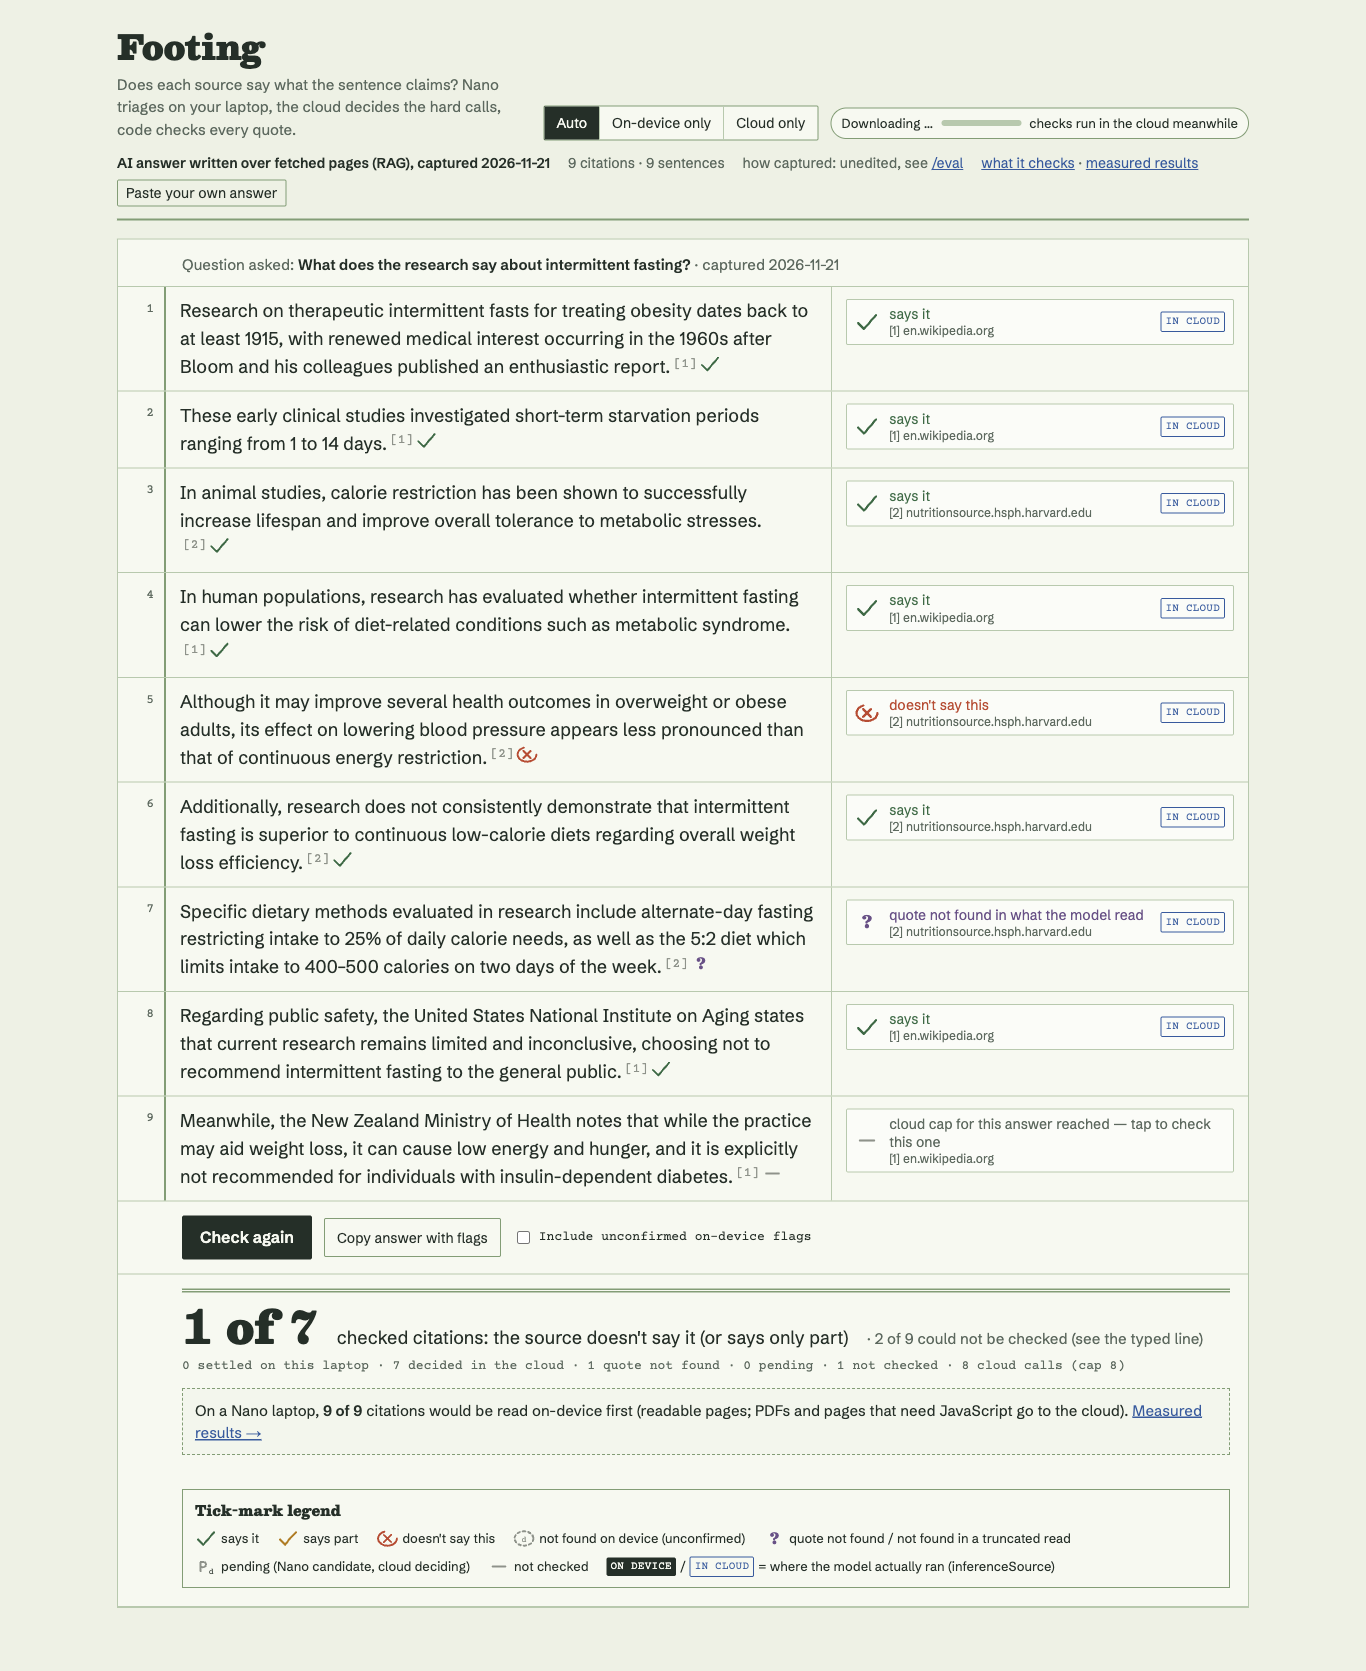 Footing
Does each source say what the sentence claims? Nano
triages on your laptop, the cloud decides the hard calls,
code checks every quote.
Auto
On-device only
Cloud only
Downloading ...
checks run in the cloud meanwhile
AI answer written over fetched pages (RAG), captured 2026-11-21
9 citations · 9 sentences
how captured: unedited, see /eval
what it checks · measured results
Paste your own answer
Question asked: What does the research say about intermittent fasting? · captured 2026-11-21
1
Research on therapeutic intermittent fasts for treating obesity dates back to
at least 1915, with renewed medical interest occurring in the 1960s after
Bloom and his colleagues published an enthusiastic report. [1] ✓
says it
[1] en.wikipedia.org
IN CLOUD
2
These early clinical studies investigated short-term starvation periods
ranging from 1 to 14 days. [1] ✓
says it
[1] en.wikipedia.org
IN CLOUD
3
In animal studies, calorie restriction has been shown to successfully
increase lifespan and improve overall tolerance to metabolic stresses.
[2] ✓
says it
[2] nutritionsource.hsph.harvard.edu
IN CLOUD
4
In human populations, research has evaluated whether intermittent fasting
can lower the risk of diet-related conditions such as metabolic syndrome.
[1] ✓
says it
[1] en.wikipedia.org
IN CLOUD
5
Although it may improve several health outcomes in overweight or obese
adults, its effect on lowering blood pressure appears less pronounced than
that of continuous energy restriction. [2]
doesn't say this
[2] nutritionsource.hsph.harvard.edu
IN CLOUD
6
Additionally, research does not consistently demonstrate that intermittent
fasting is superior to continuous low-calorie diets regarding overall weight
loss efficiency. [2] ✓
says it
[2] nutritionsource.hsph.harvard.edu
IN CLOUD
7
Specific dietary methods evaluated in research include alternate-day fasting
restricting intake to 25% of daily calorie needs, as well as the 5:2 diet which
limits intake to 400–500 calories on two days of the week. [2] ?
? quote not found in what the model read
[2] nutritionsource.hsph.harvard.edu
IN CLOUD
8
Regarding public safety, the United States National Institute on Aging states
that current research remains limited and inconclusive, choosing not to
recommend intermittent fasting to the general public. [1] ✓
says it
[1] en.wikipedia.org
IN CLOUD
9
Meanwhile, the New Zealand Ministry of Health notes that while the practice
may aid weight loss, it can cause low energy and hunger, and it is explicitly
not recommended for individuals with insulin-dependent diabetes. [1] —
— cloud cap for this answer reached — tap to check
this one
[1] en.wikipedia.org
Check again
Copy answer with flags
Include unconfirmed on-device flags
1 of 7 checked citations: the source doesn't say it (or says only part) · 2 of 9 could not be checked (see the typed line)
0 settled on this laptop · 7 decided in the cloud · 1 quote not found · 0 pending · 1 not checked · 8 cloud calls (cap 8)
On a Nano laptop, 9 of 9 citations would be read on-device first (readable pages; PDFs and pages that need JavaScript go to the cloud). Measured
results →
Tick-mark legend
✓ says it ✓ says part doesn't say this d not found on device (unconfirmed) ? quote not found / not found in a truncated read
Pd pending (Nano candidate, cloud deciding) — not checked ON DEVICE / IN CLOUD = where the model actually ran (inferenceSource)